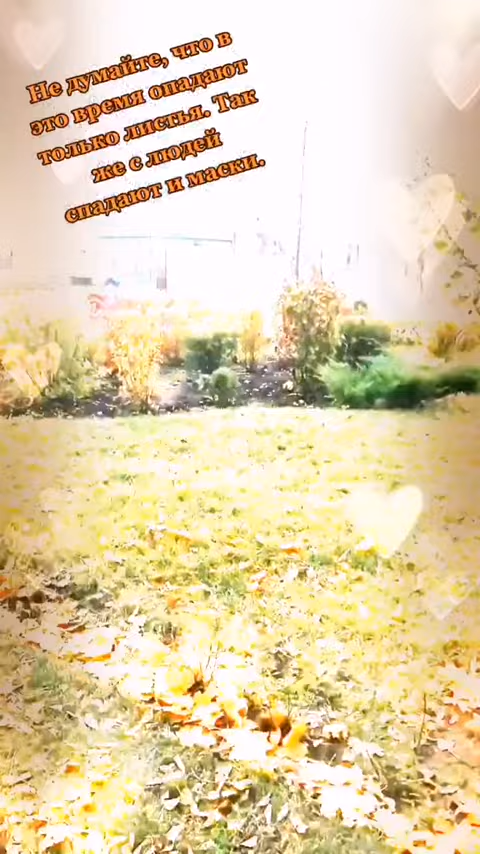 Не думайте, что в
это время опадают
только листья. Так
же с людей
спадают и маски.